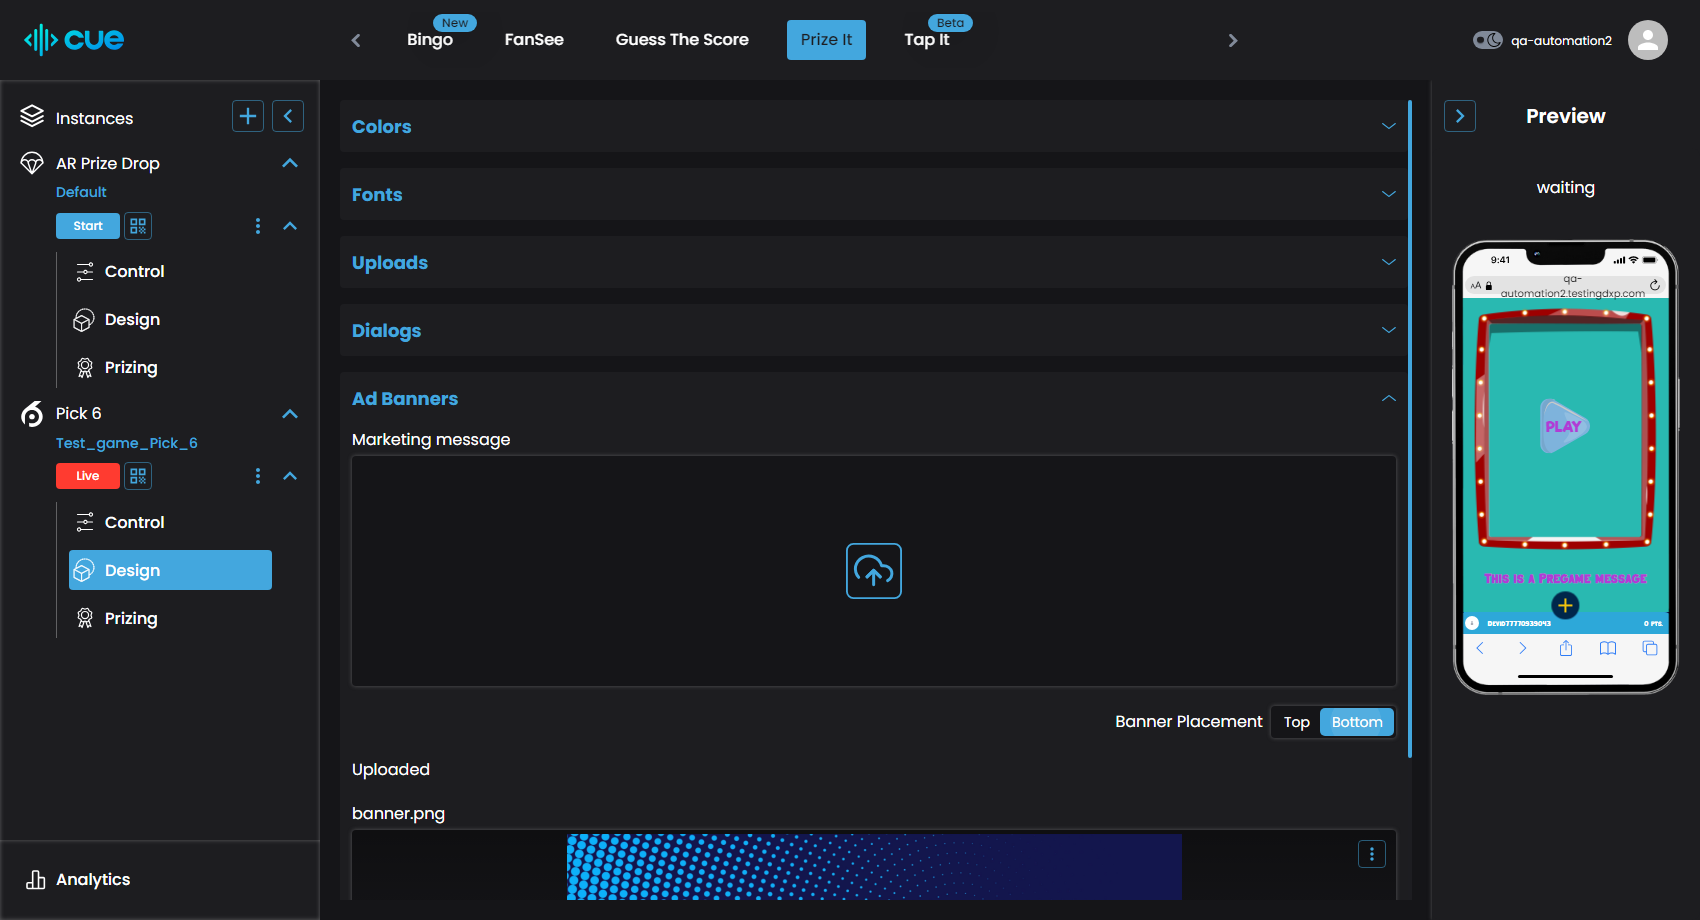 cue
Bingo
New
FanSee
Guess The Score
Prize It
Tap It
Beta
qa-automation2
Instances
AR Prize Drop
Default
Start
Control
Design
Prizing
Pick 6
Test_game_Pick_6
Live
Control
Design
Prizing
Analytics
Colors
Fonts
Uploads
Dialogs
Ad Banners
Marketing message
Banner Placement Top Bottom
Uploaded
banner.png
Preview
waiting
9:41
AA
qa-
automation2.testingdxp.com
PLAY
THIS IS A PREGAME MESSAGE
DEVID77770939043
0 PTS.